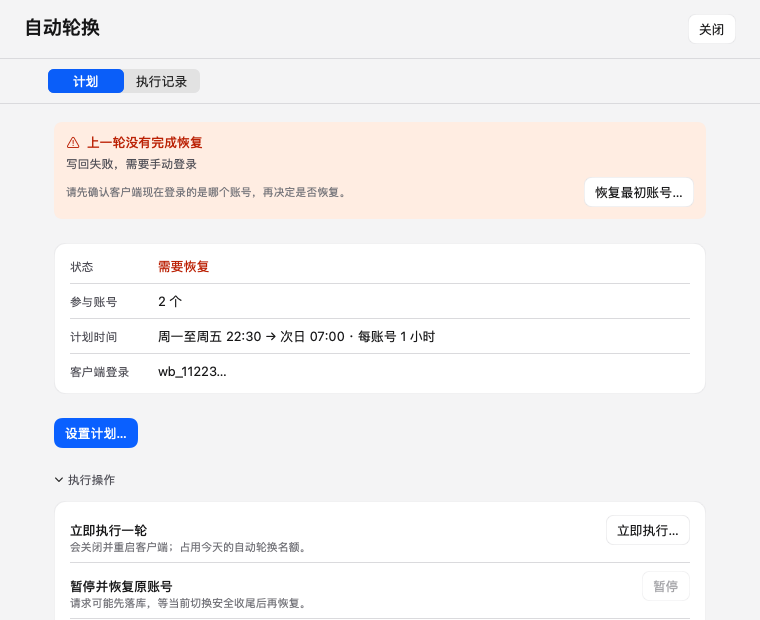 自动轮换
关闭
计划
执行记录
上一轮没有完成恢复
写回失败，需要手动登录
请先确认客户端现在登录的是哪个账号，再决定是否恢复。
恢复最初账号...
状态
需要恢复
参与账号
2 个
计划时间
周一至周五 22:30 → 次日 07:00 · 每账号 1 小时
客户端登录
wb_11223...
设置计划...
执行操作
立即执行一轮
会关闭并重启客户端；占用今天的自动轮换名额。
立即执行...
暂停并恢复原账号
请求可能先落库，等当前切换安全收尾后再恢复。
暂停